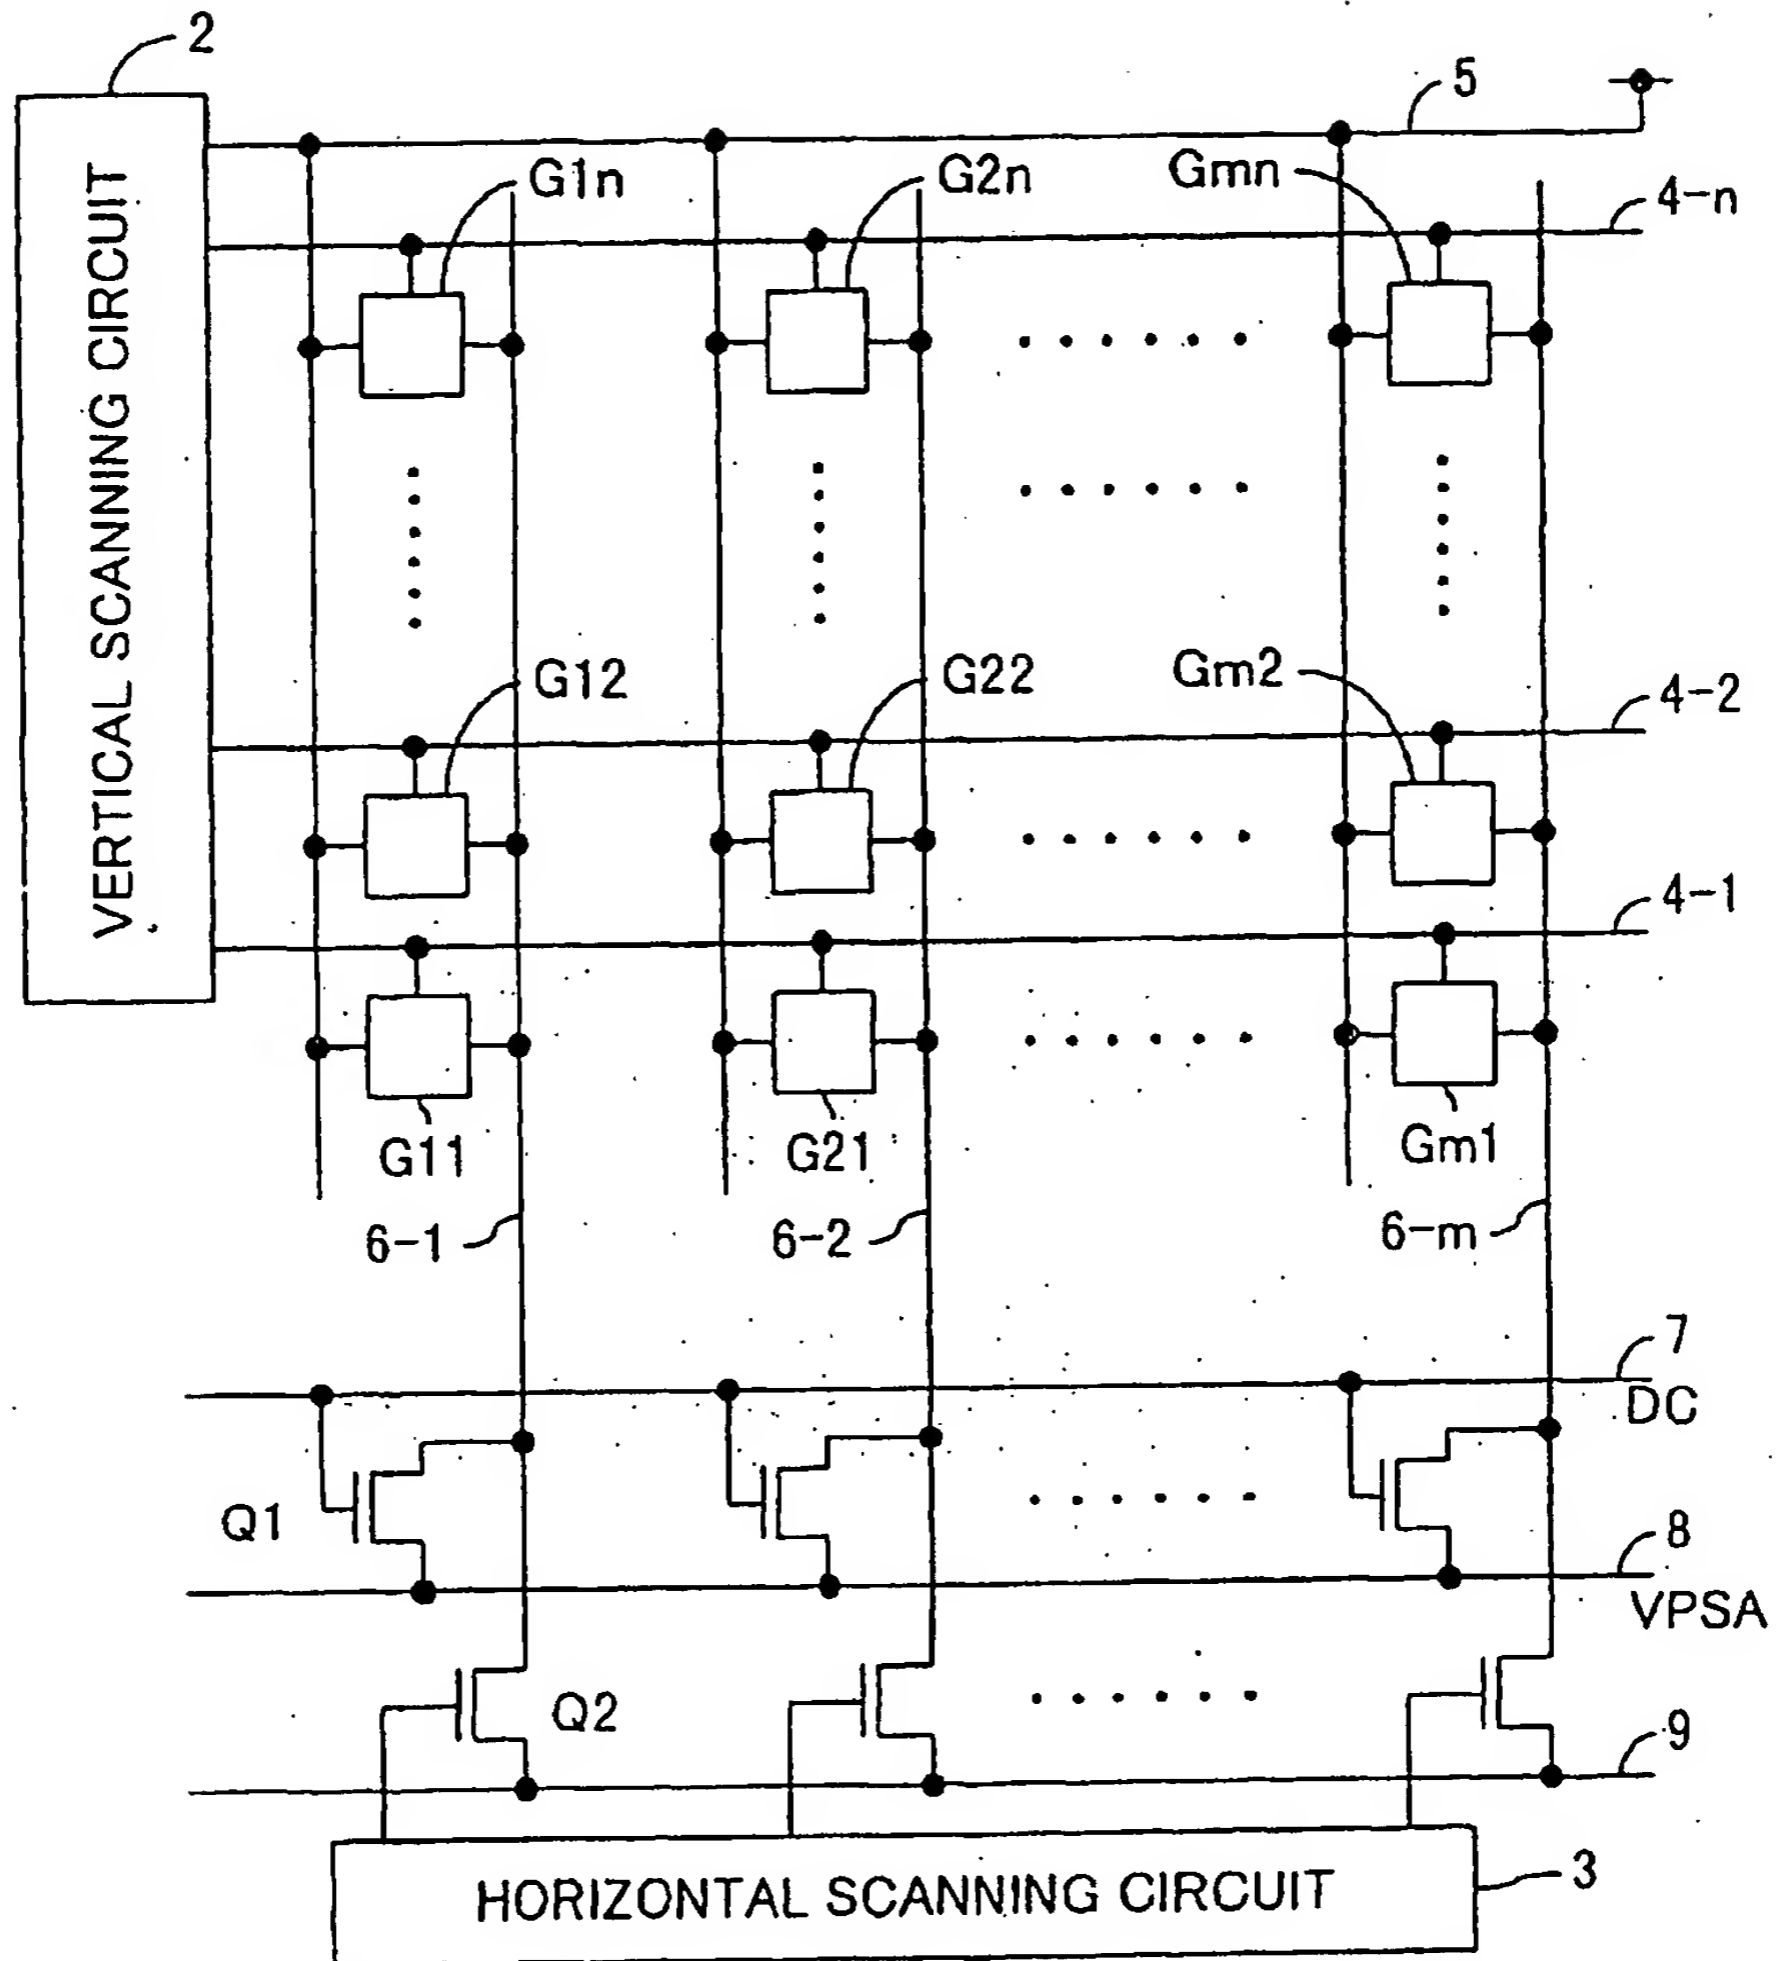 2
5
G1n
G2n
Gmn
4-n
VERTICAL SCANNING CIRCUIT
G12
G22
Gm2
4-2
4-1
G11
G21
Gm1
6-1
6-2
6-m
7
DC
Q1
8
VPSA
Q2
9
HORIZONTAL SCANNING CIRCUIT
3